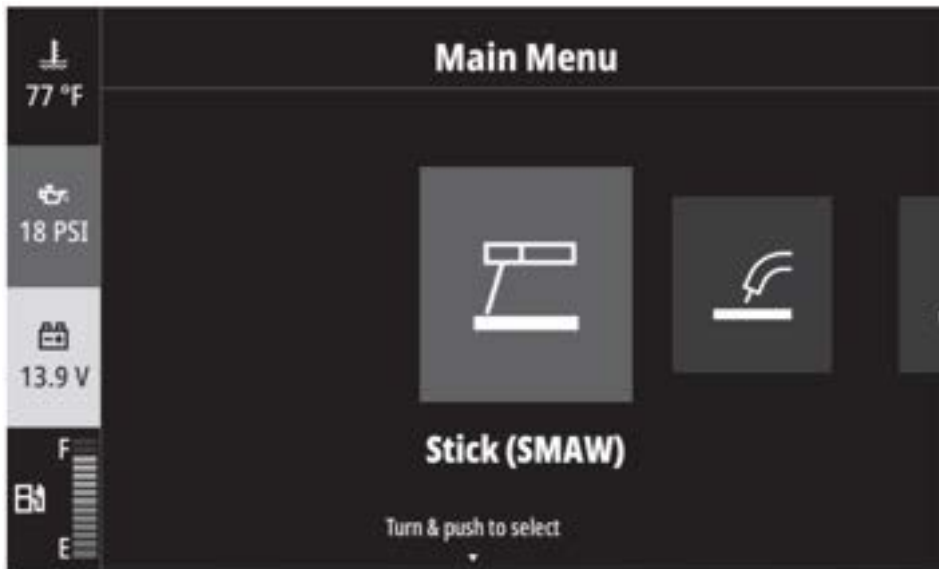 Main Menu
77 °F
18 PSI
13.9 V
F
E
Stick (SMAW)
Turn & push to select